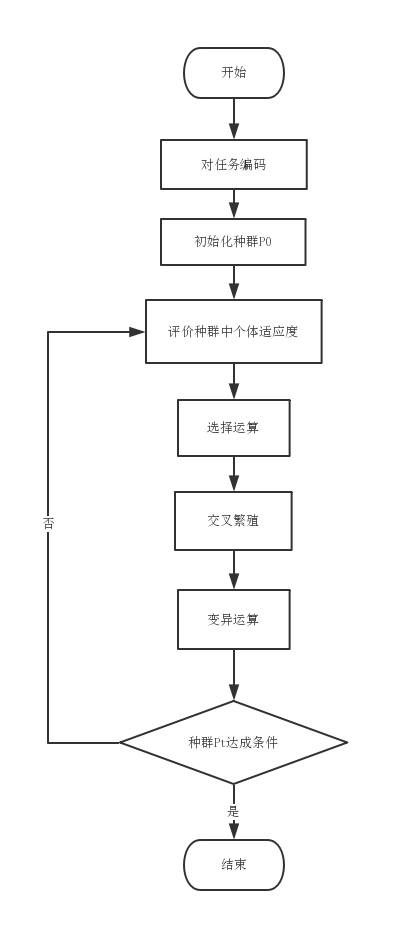 开始
对任务编码
初始化种群P0
评价种群中个体适应度
选择运算
交叉繁殖
否
变异运算
种群Pt达成条件
是
结束